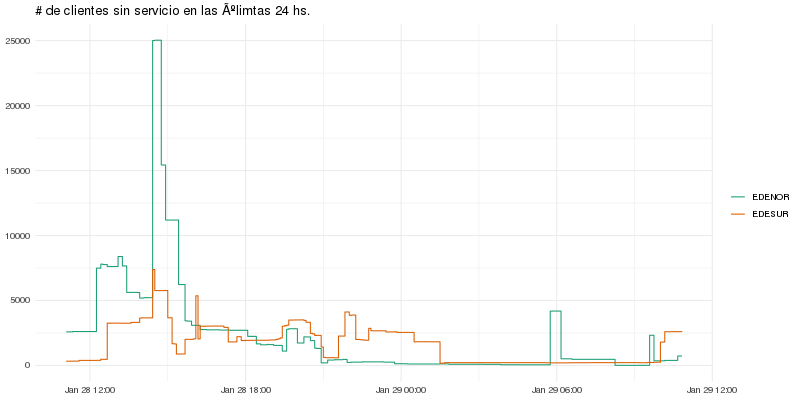 # de clientes sin servicio en las Ãºlimtas 24 hs.
25000
20000
15000
10000
5000
0
Jan 28 12:00
Jan 28 18:00
Jan 29 00:00
Jan 29 06:00
Jan 29 12:00
EDENOR
EDESUR